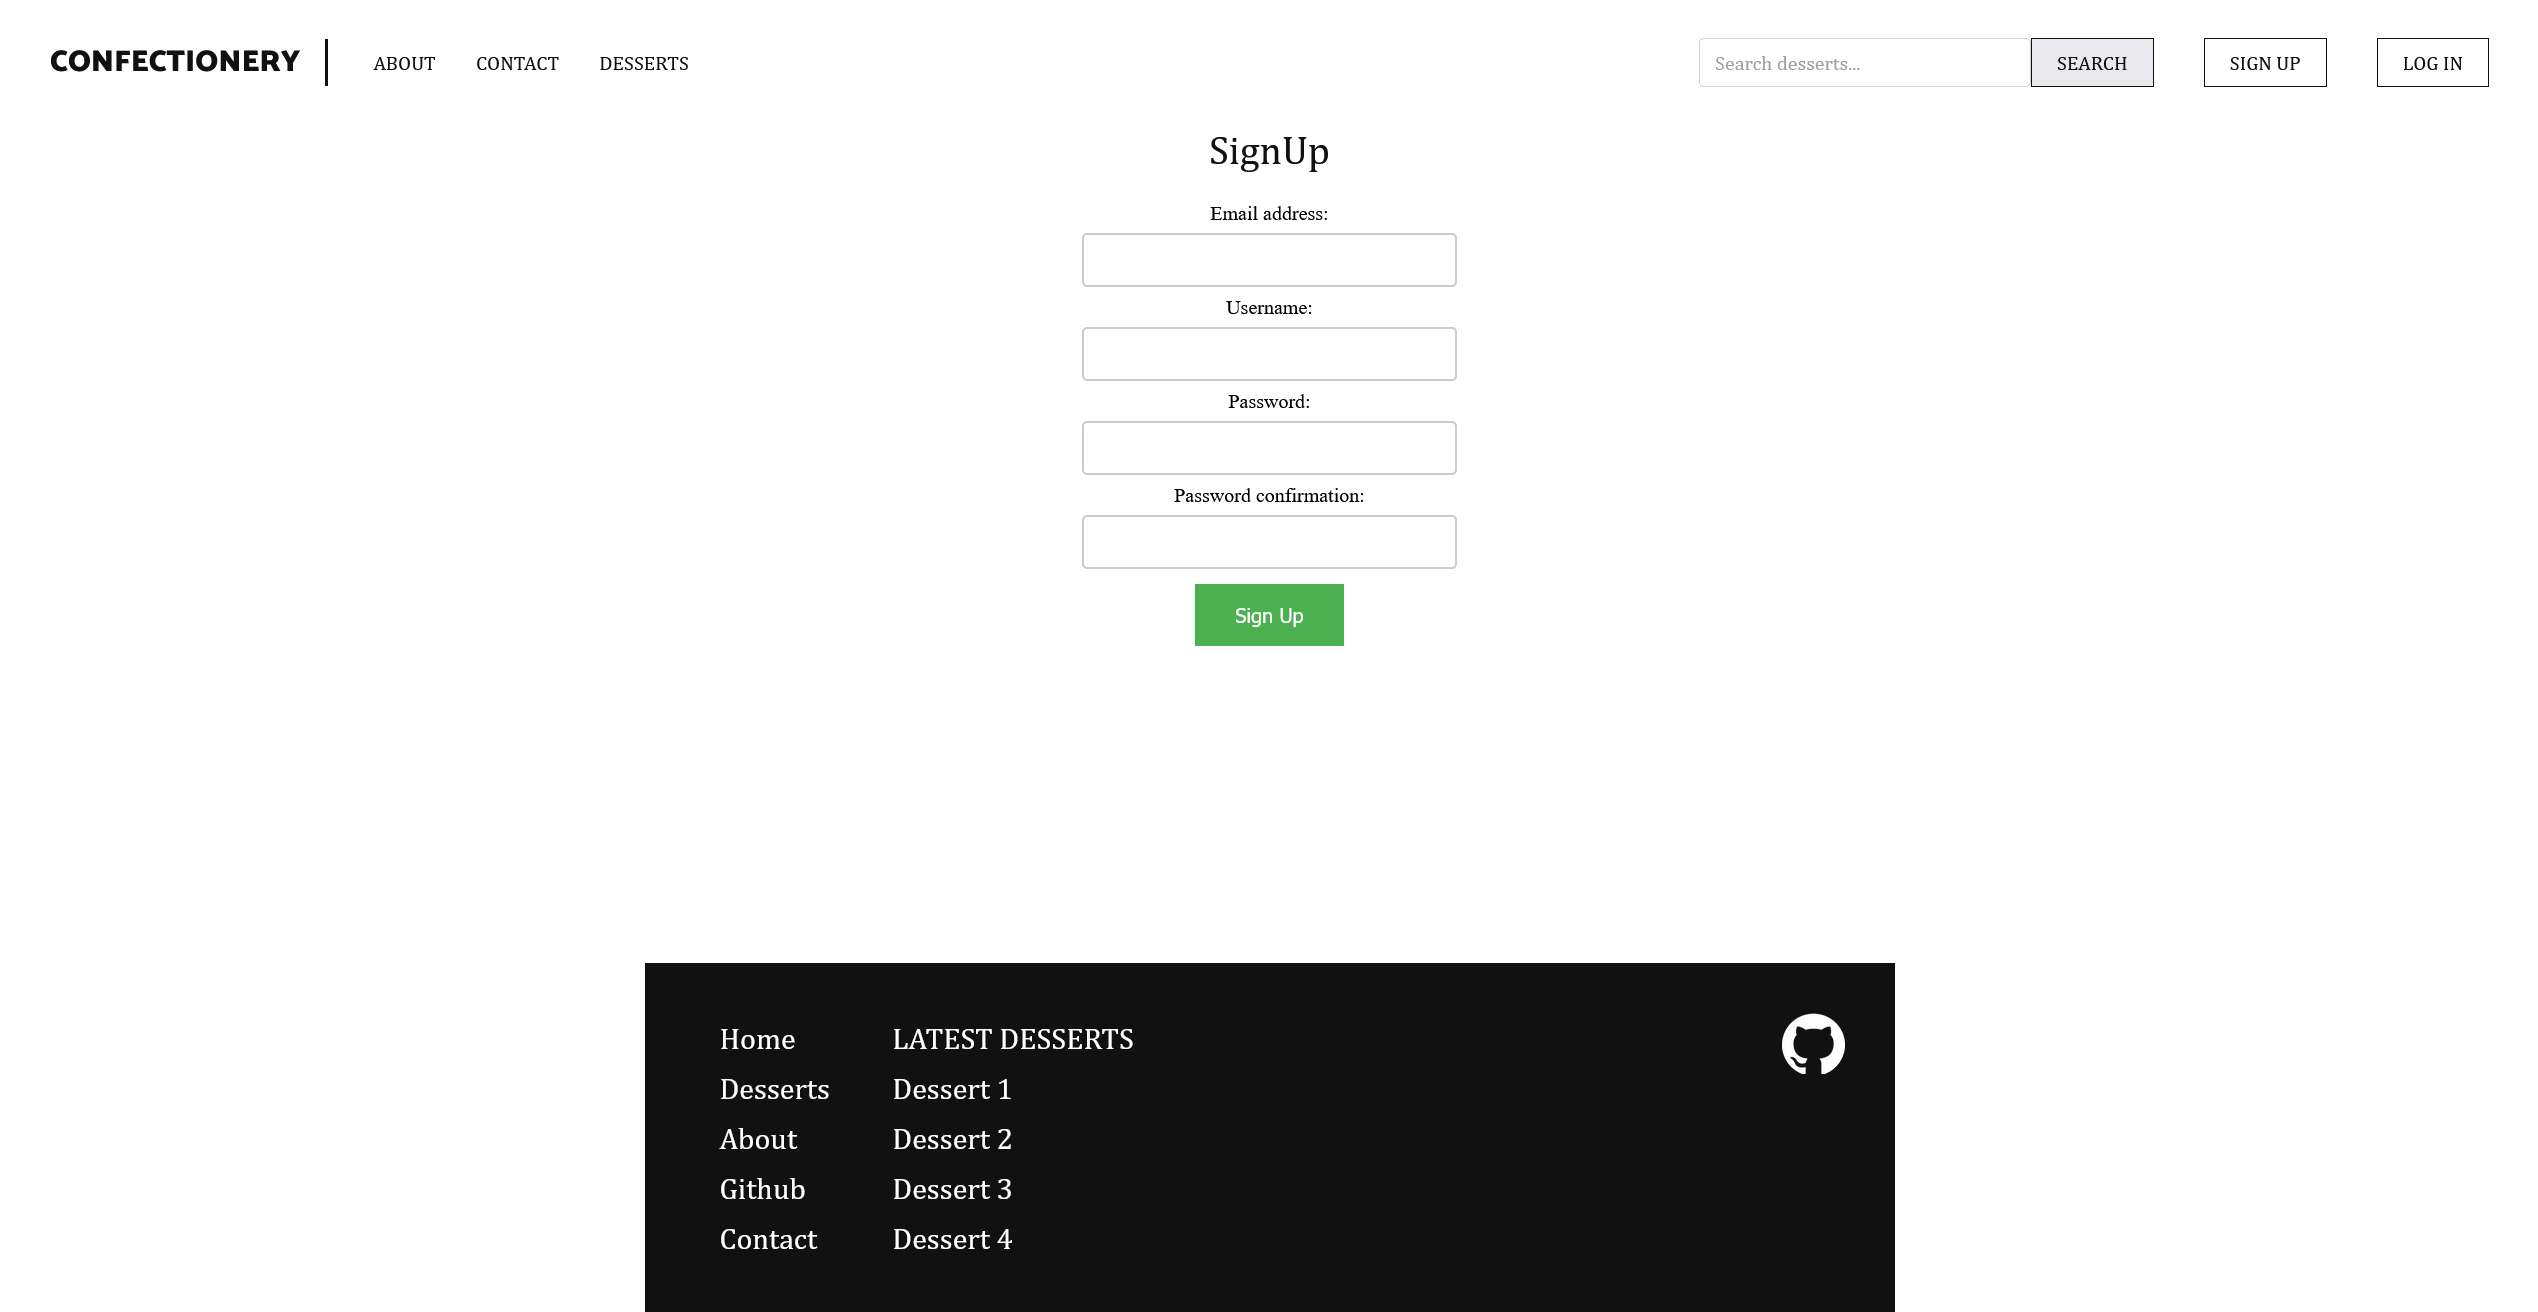 CONFECTIONERY ABOUT CONTACT DESSERTS Search desserts... SEARCH SIGN UP LOG IN
SignUp
Email address:
Username:
Password:
Password confirmation:
Sign Up
Home
Desserts
About
Github
Contact
LATEST DESSERTS
Dessert 1
Dessert 2
Dessert 3
Dessert 4